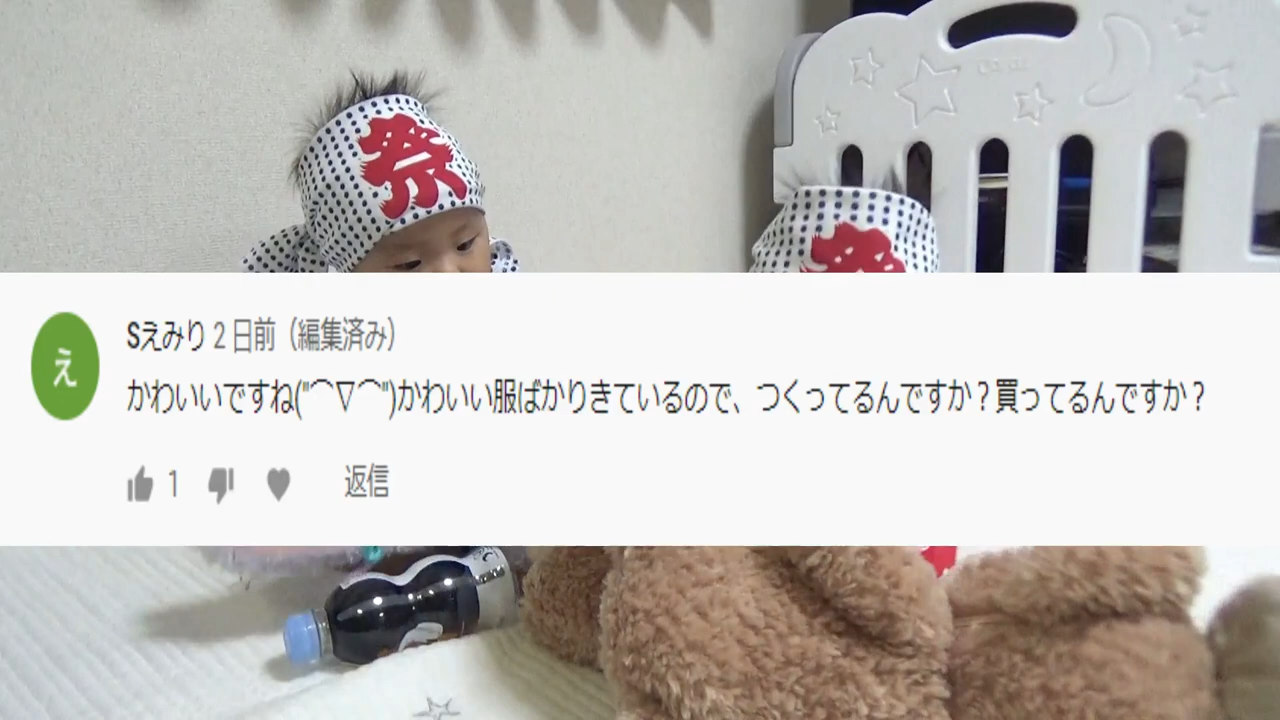 祭
え
Sえみり 2 日前（編集済み）
かわいいですね("⌒∇⌒")かわいい服ばかりきているので、つくってるんですか？買ってるんですか？
1
返信